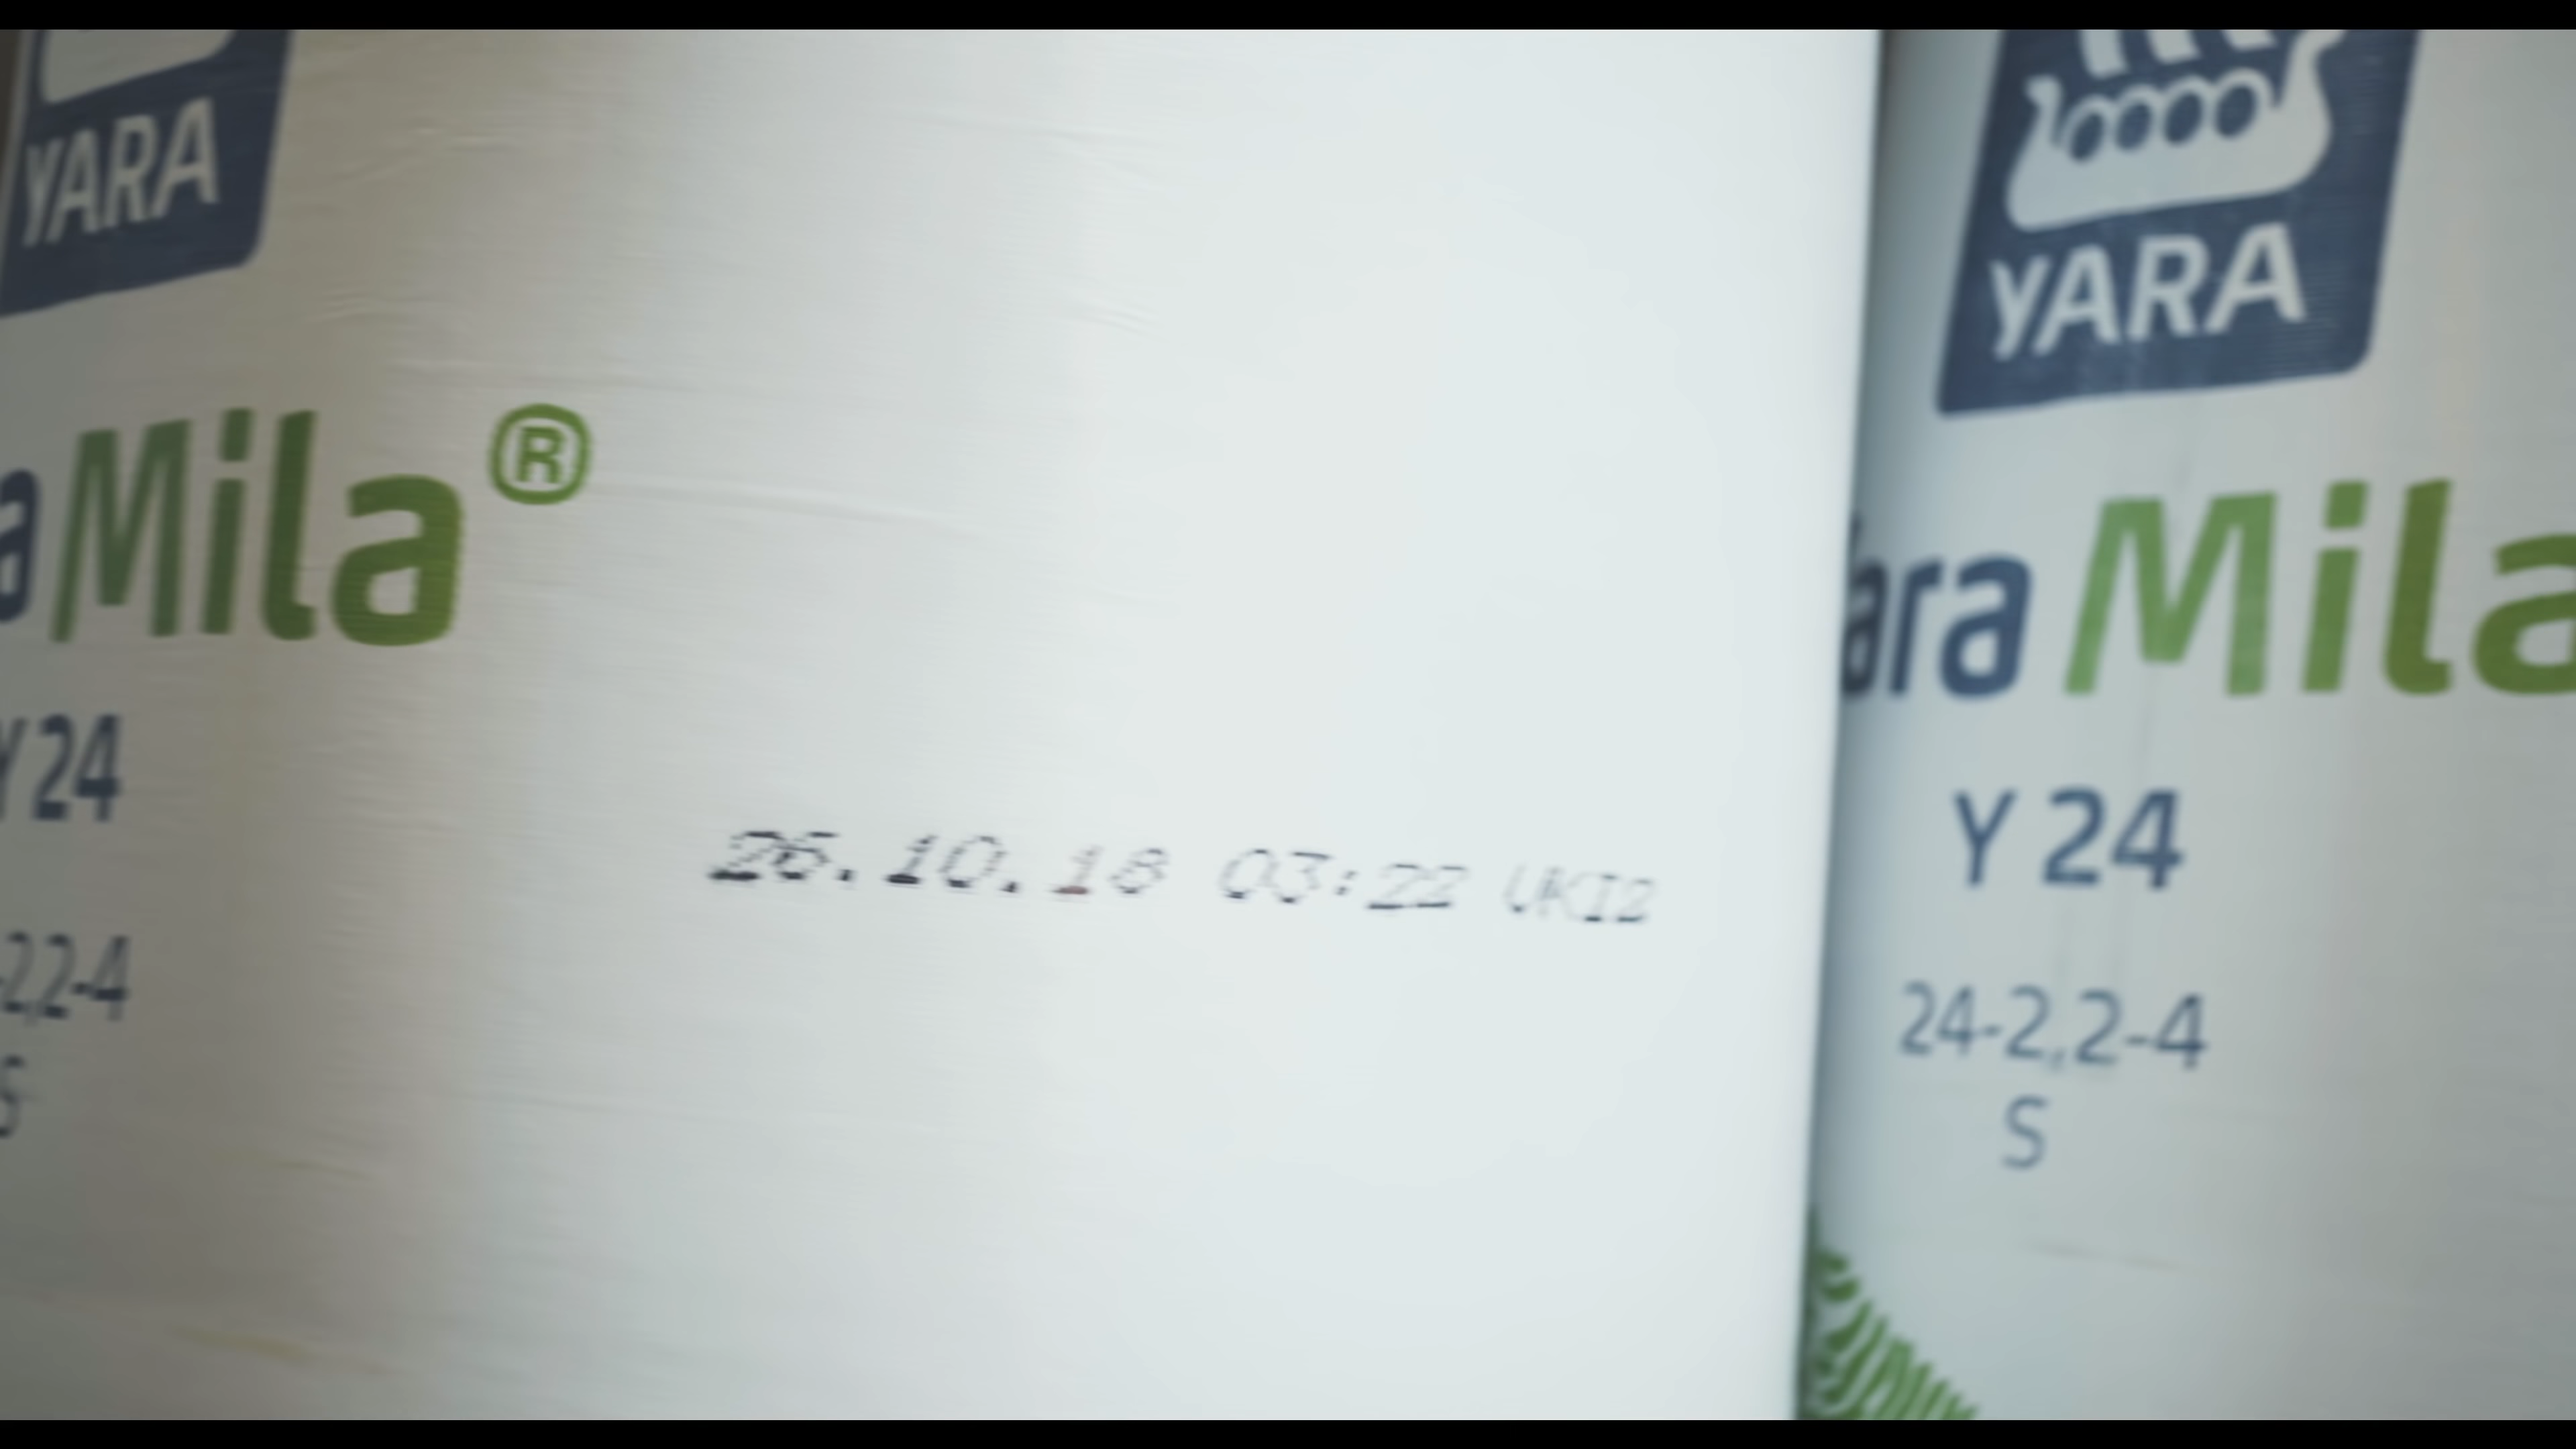 YARA
aMila®
Y 24
26.10.18 03:22 UKI2
-2,2-4
S
YARA
ara Mila
Y 24
24-2,2-4
S